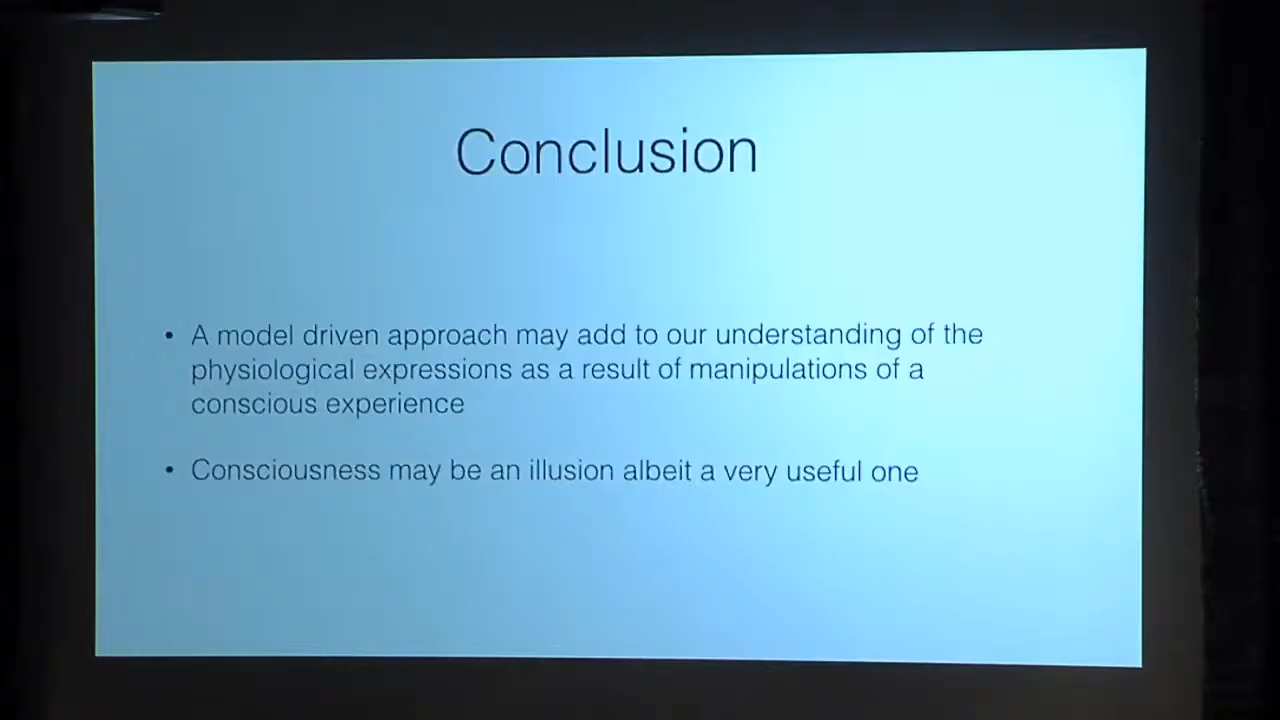 Conclusion
• A model driven approach may add to our understanding of the
physiological expressions as a result of manipulations of a
conscious experience
• Consciousness may be an illusion albeit a very useful one